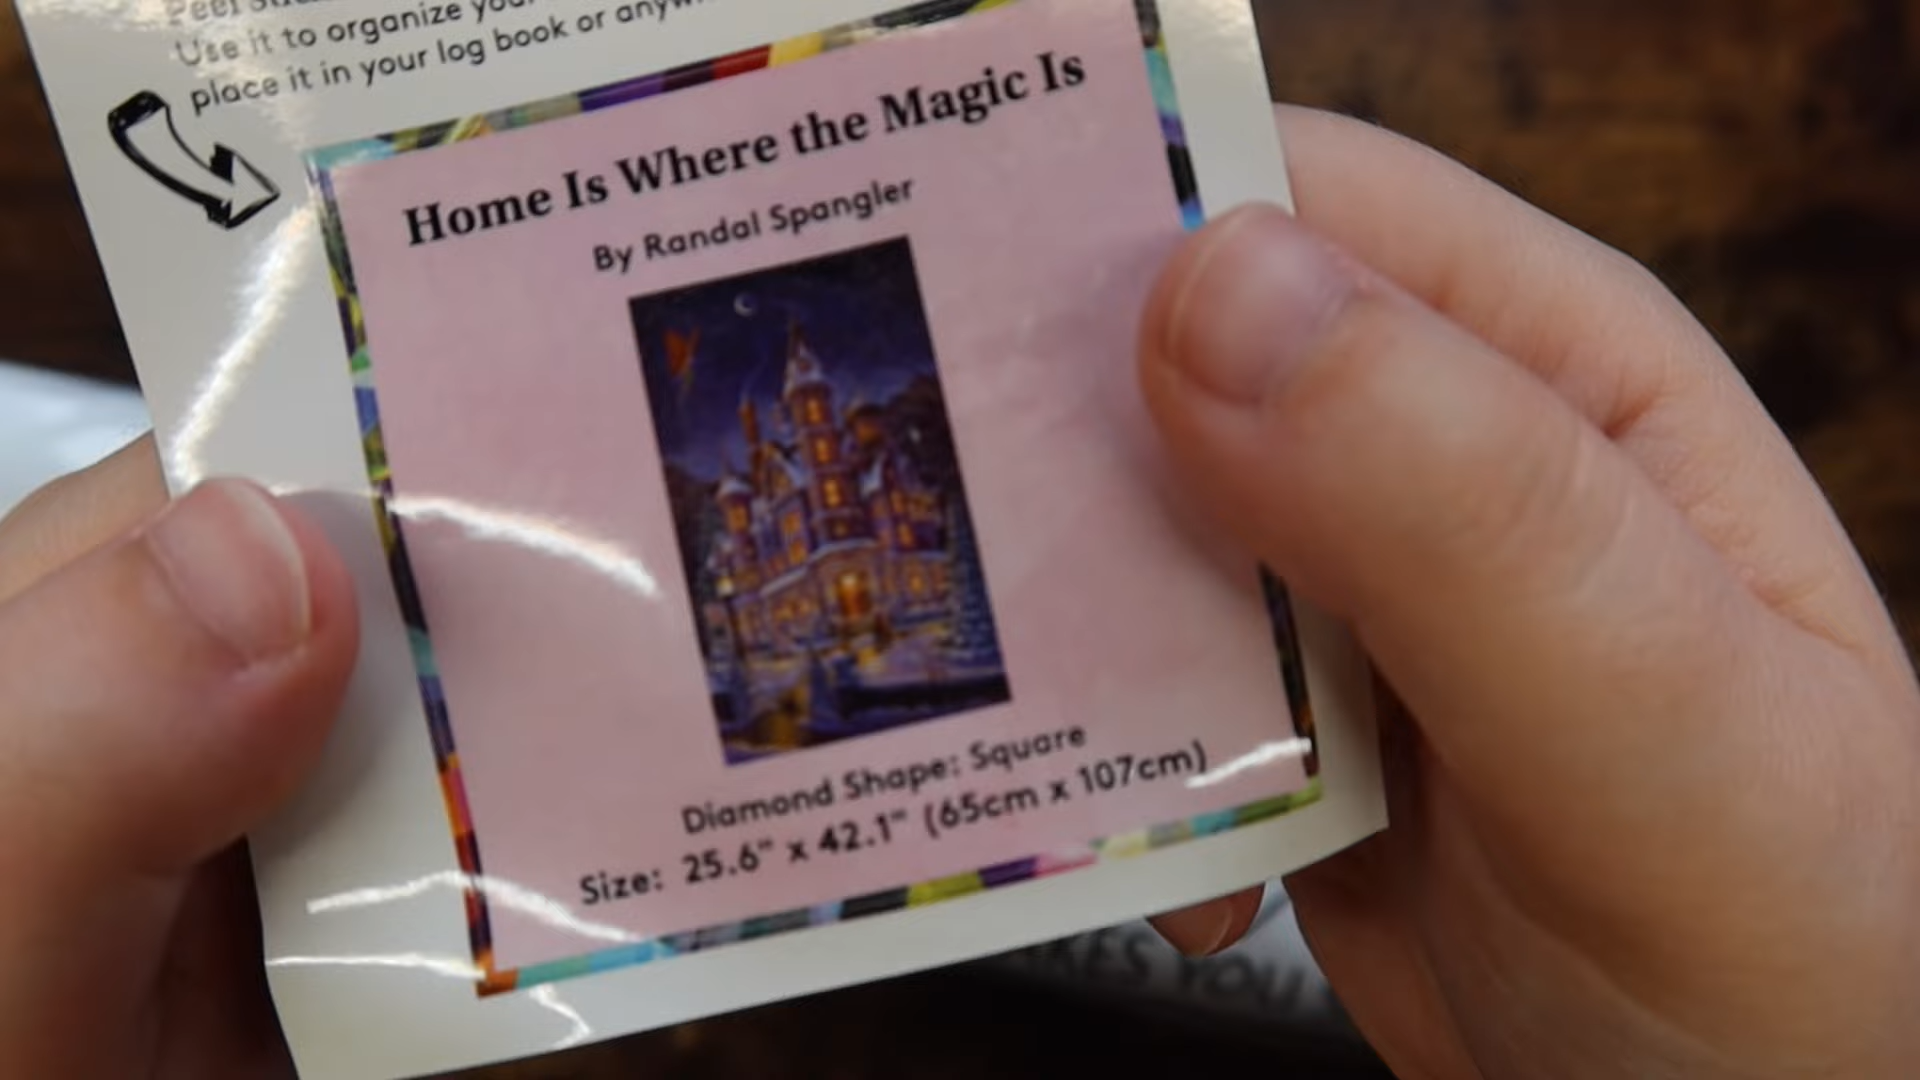 Peel
Use it to organize
place it in your log book or
Home Is Where the Magic Is
By Randal Spangler
Diamond Shape: Square
Size: 25.6" x 42.1" (65cm x 107cm)
YOU